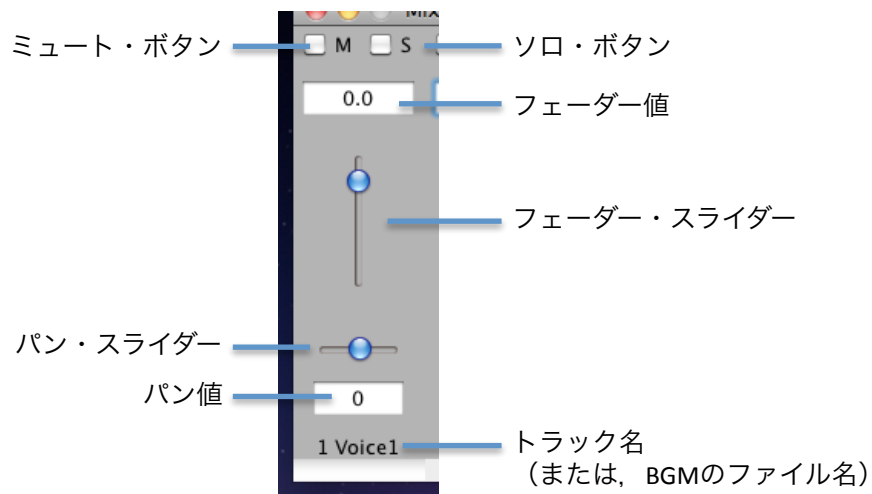 ミュート・ボタン
M
S
ソロ・ボタン
0.0
フェーダー値
フェーダー・スライダー
パン・スライダー
パン値
0
1 Voice1
トラック名
（または，BGMのファイル名）